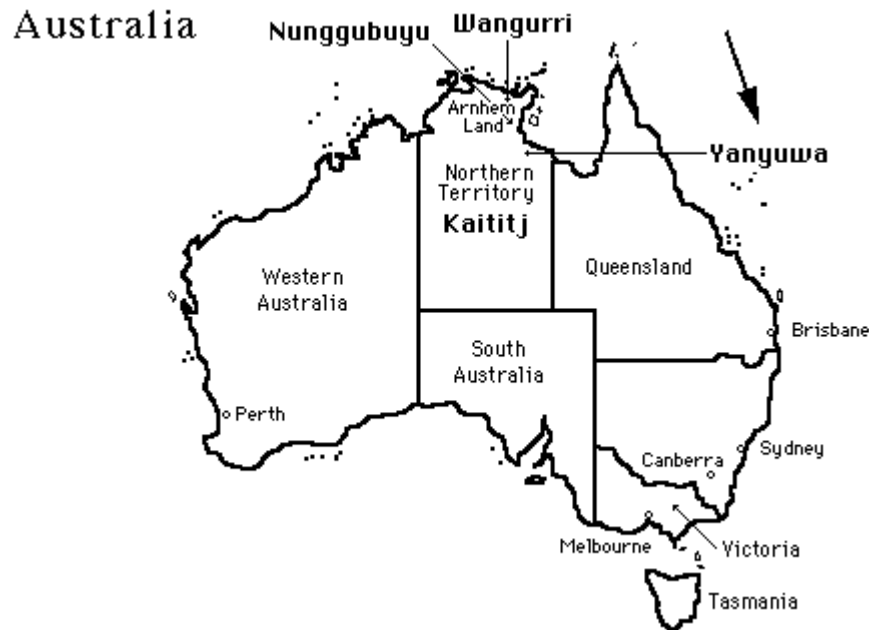 Australia
Nunggubuyu
Wangurri
Arnhem
Land
Yanyuwa
Northern
Territory
Kaititj
Western
Australia
Queensland
Brisbane
South
Australia
Perth
Canberra
Sydney
Melbourne
Victoria
Tasmania